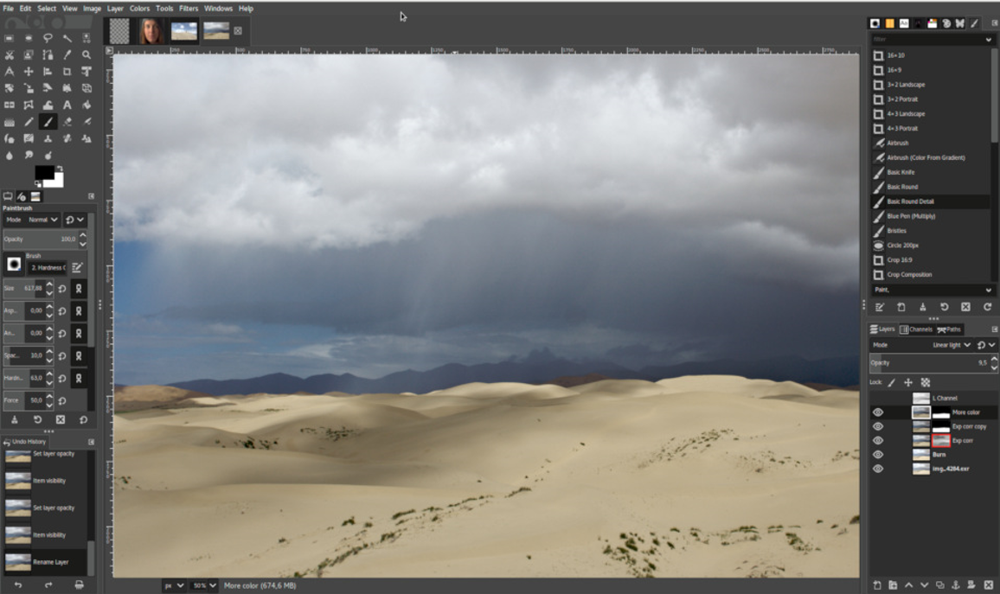 File Edit Select View Image Layer Colors Tools Filters Windows Help
Paintbrush
Mode Normal
Opacity 100,0
Brush
2. Hardness 0
Size 617,88
Asp... 0,00
An... 0,00
Spac... 10,0
Hardn... 63,0
Force 50,0
Undo History
Set layer opacity
Item visibility
Set layer opacity
Item visibility
Rename Layer
px 50% More color (674,6 MB)
filter
16×10
16×9
3×2 Landscape
3×2 Portrait
4×3 Landscape
4×3 Portrait
Airbrush
Airbrush (Color From Gradient)
Basic Knife
Basic Round
Basic Round Detail
Blue Pen (Multiply)
Bristles
Circle 200px
Crop 16:9
Crop Composition
Paint,
Layers Channels Paths
Mode Linear light
Opacity 9,5
Lock:
L Channel
More color
Exp corr copy
Exp corr
Burn
img_4284.exr